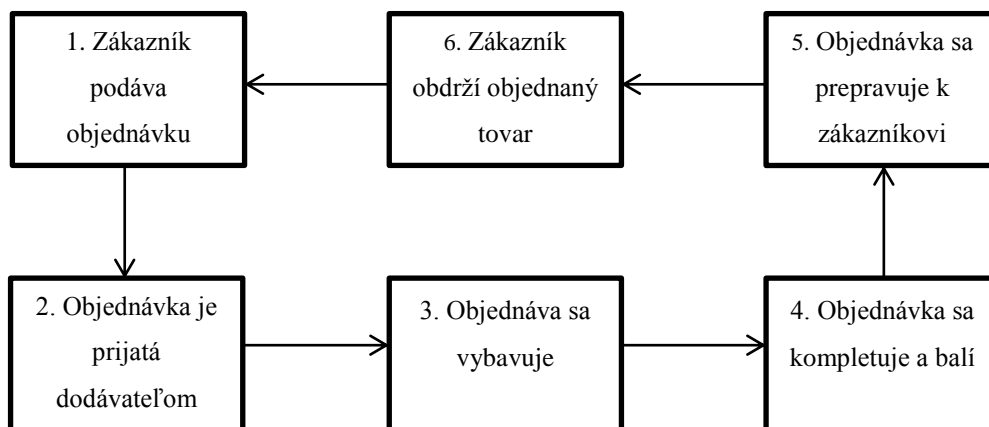 1. Zákazník
podáva
objednávku
6. Zákazník
obdrží objednaný
tovar
5. Objednávka sa
prepravuje k
zákazníkovi
2. Objednávka je
prijatá
dodávateľom
3. Objednáva sa
vybavuje
4. Objednávka sa
kompletuje a balí